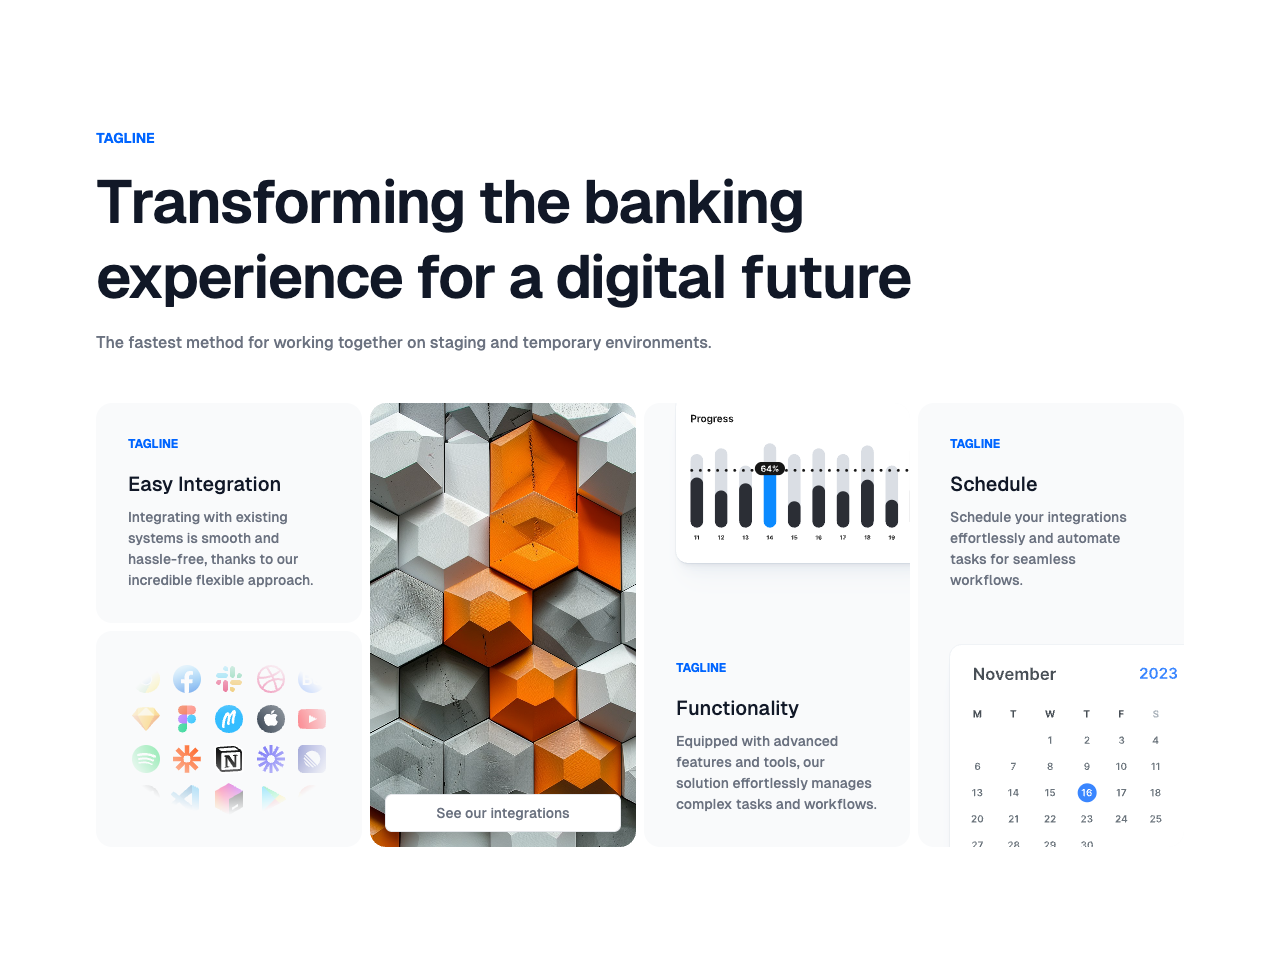 TAGLINE
Transforming the banking
experience for a digital future
The fastest method for working together on staging and temporary environments.
TAGLINE
Easy Integration
Integrating with existing
systems is smooth and
hassle-free, thanks to our
incredible flexible approach.
See our integrations
Progress
64%
11 12 13 14 15 16 17 18 19
TAGLINE
Functionality
Equipped with advanced
features and tools, our
solution effortlessly manages
complex tasks and workflows.
TAGLINE
Schedule
Schedule your integrations
effortlessly and automate
tasks for seamless
workflows.
November 2023
M T W T F S
1 2 3 4
6 7 8 9 10 11
13 14 15 16 17 18
20 21 22 23 24 25
27 28 29 30